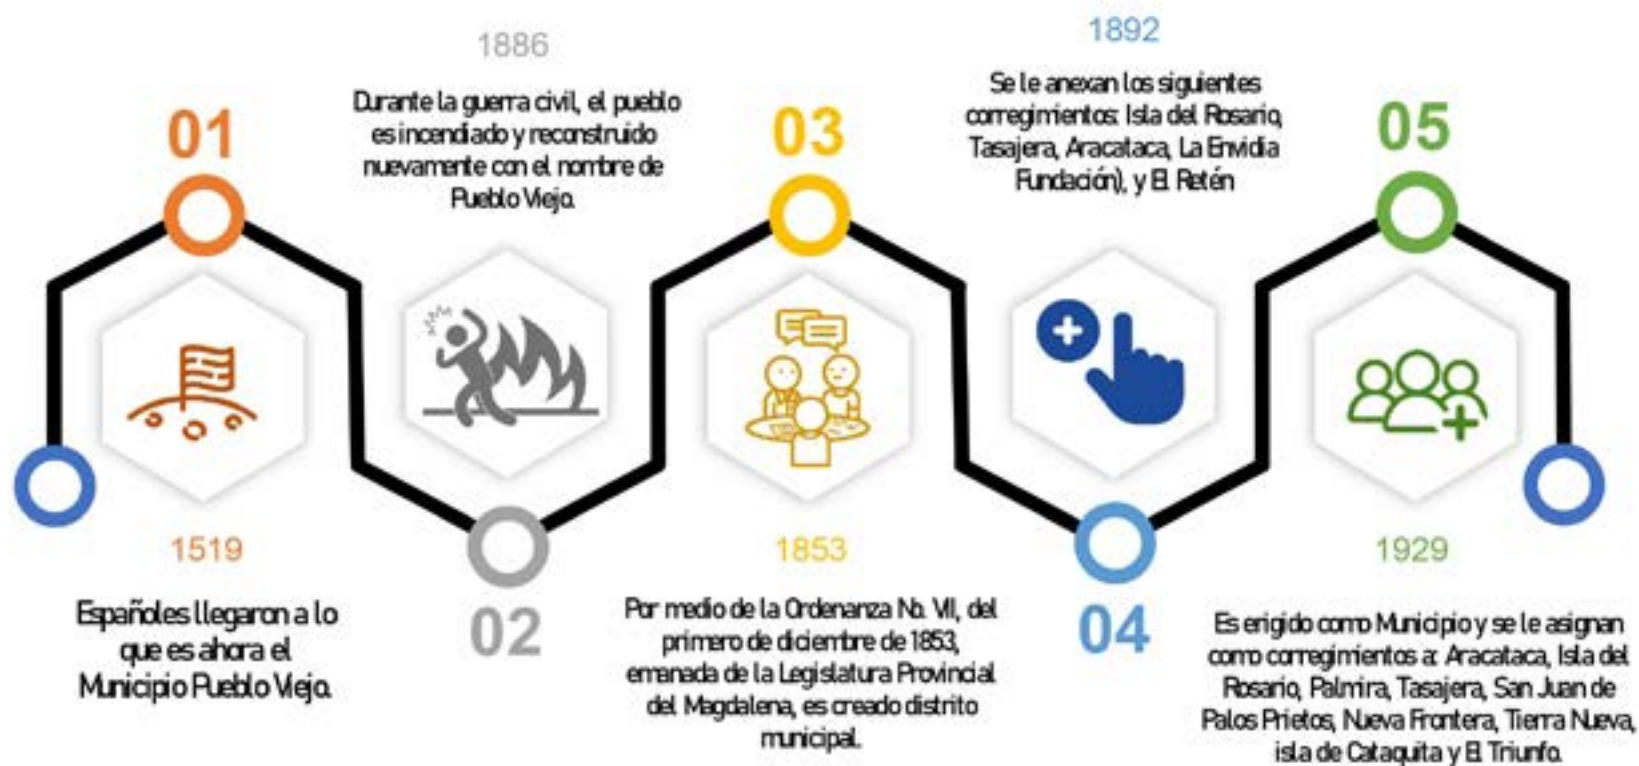 01
1519
Españoles llegaron a lo
que es ahora el
Municipio Pueblo Viejo.
1886
Durante la guerra civil, el pueblo
es incendiado y reconstruido
nuevamente con el nombre de
Pueblo Viejo.
02
03
1853
Por medio de la Ordenanza No. VII, del
primero de diciembre de 1853,
emanada de la Legislatura Provincial
del Magdalena, es creado distrito
municipal.
1892
Se le anexan los siguientes
corregimientos: Isla del Rosario,
Tasajera, Aracataca, La Envidia
Fundación), y El Retén
04
05
1929
Es erigido como Municipio y se le asignan
como corregimientos a: Aracataca, Isla del
Rosario, Palmira, Tasajera, San Juan de
Palos Prietos, Nueva Frontera, Tierra Nueva,
isla de Cataquita y El Triunfo.